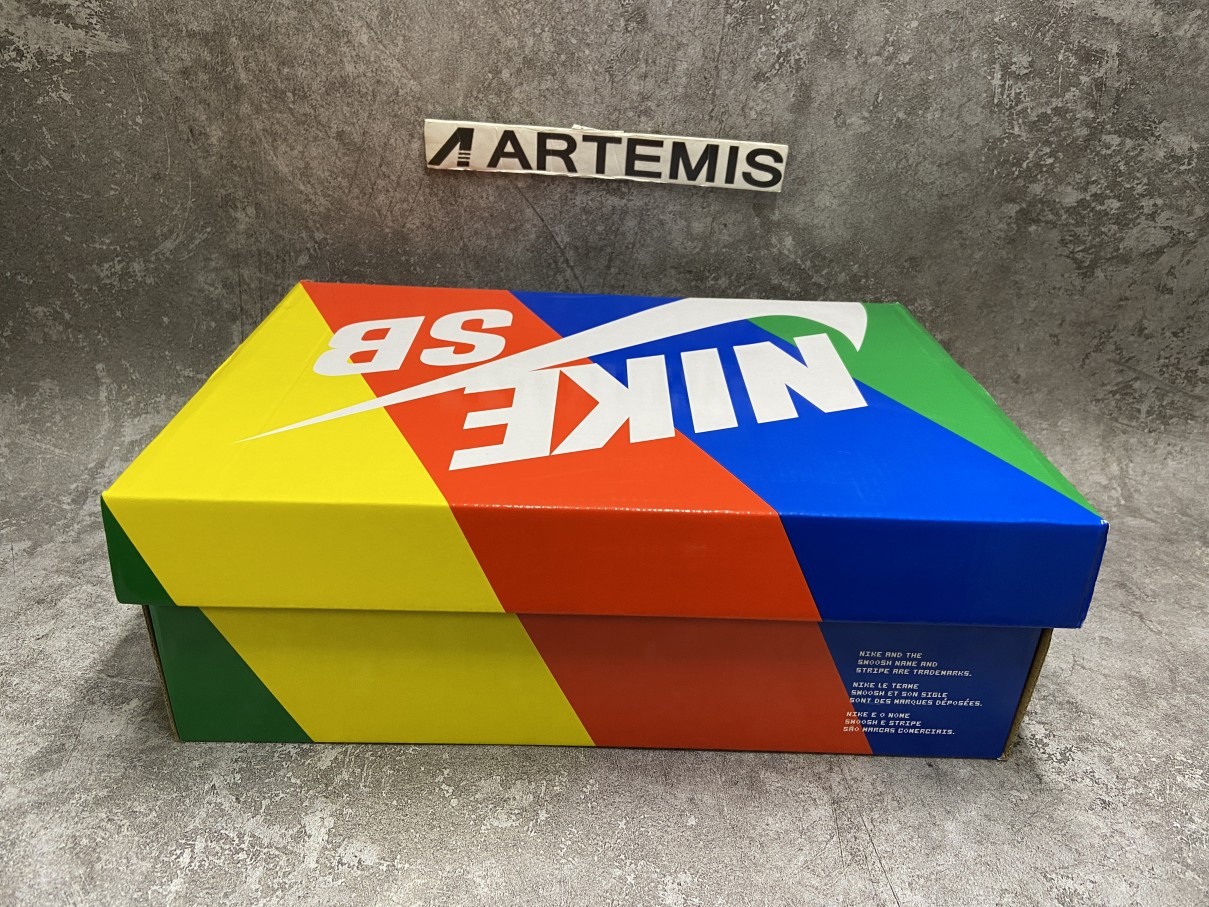 ARTEMIS
SB
NIKE
NIKE AND THE
SWOOSH NAME AND
STRIPE ARE TRADEMARKS.
NIKE LE TERME
SWOOSH ET SON SIGLE
SONT DES MARQUES DÉPOSÉES.
NIKE E O NOME
SWOOSH E STRIPE
SÃO MARCAS COMERCIAIS.